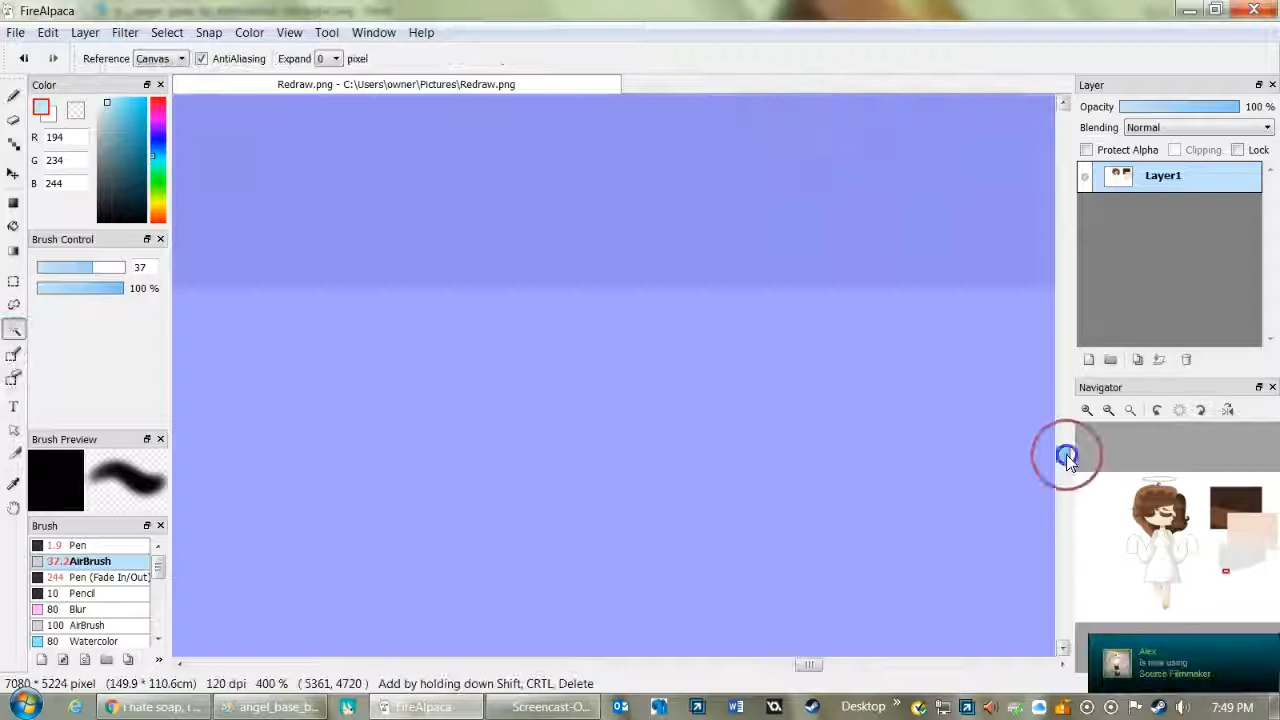 FireAlpaca
File Edit Layer Filter Select Snap Color View Tool Window Help
Reference Canvas AntiAliasing Expand 0 pixel
Color
Redraw.png - C:\Users\owner\Pictures\Redraw.png
Layer
Opacity 100 %
R 194
Blending Normal
G 234
Protect Alpha Clipping Lock
B 244
Layer1
Brush Control
37
100 %
Navigator
Brush Preview
Brush
1.9 Pen
37.2 AirBrush
244 Pen (Fade In/Out)
10 Pencil
80 Blur
100 AirBrush
80 Watercolor
Alex
is now using
Source Filmmaker
7080 * 5224 pixel (149.9 * 110.6cm) 120 dpi 400 % ( 5361, 4720 ) Add by holding down Shift, CRTL, Delete
i hate soap, i ... angel_base_b... FireAlpaca Screencast-O... Desktop » 7:49 PM